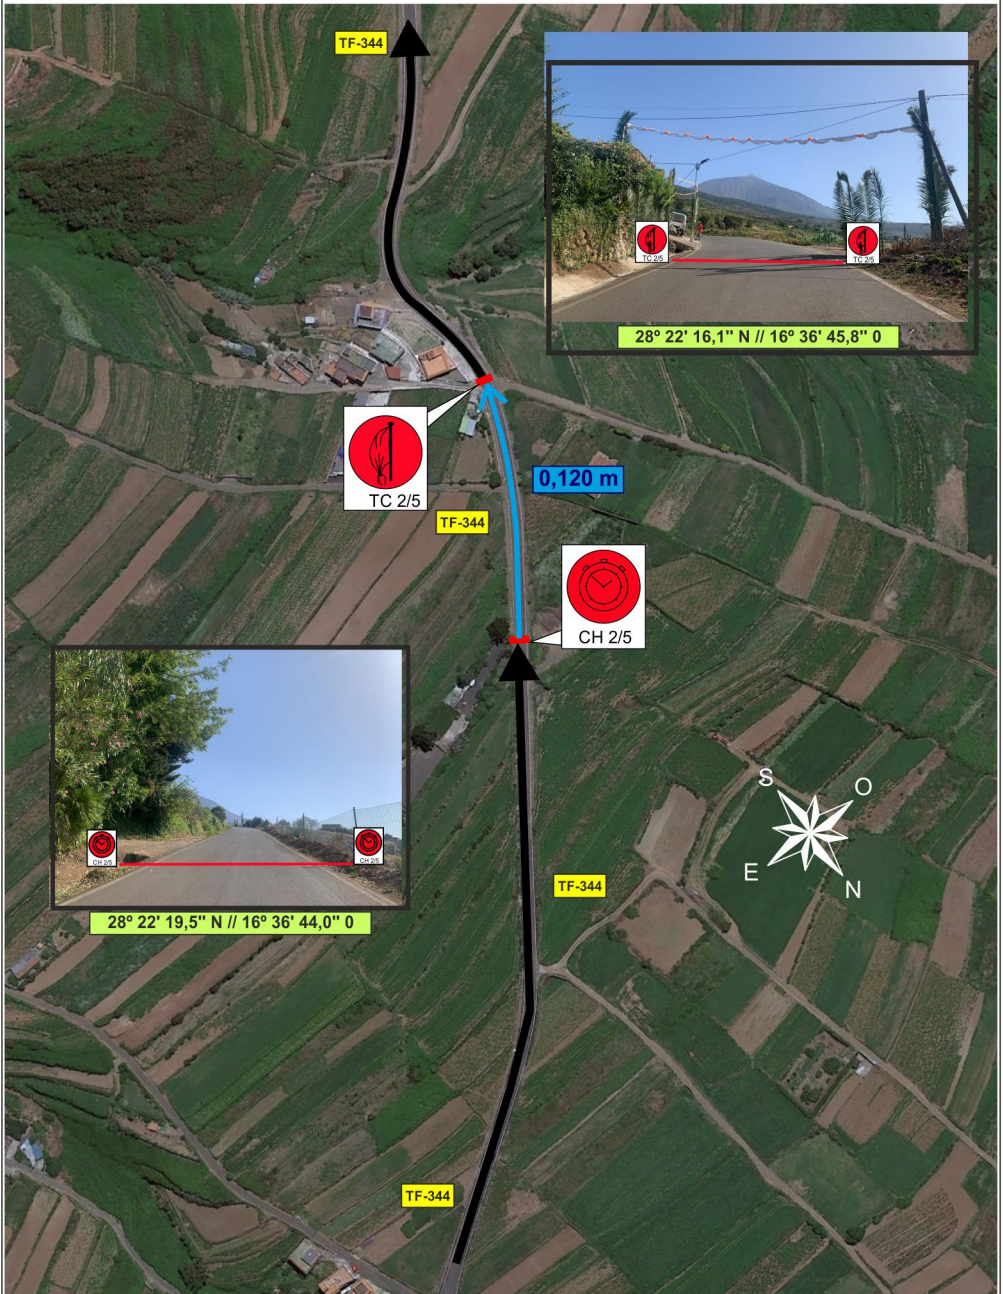 TF-344
TC 2/5
TC 2/5
28º 22' 16,1" N // 16º 36' 45,8" 0
TC 2/5
0,120 m
TF-344
CH 2/5
CH 2/5
CH 2/5
28º 22' 19,5" N // 16º 36' 44,0" 0
S
O
E
N
TF-344
TF-344